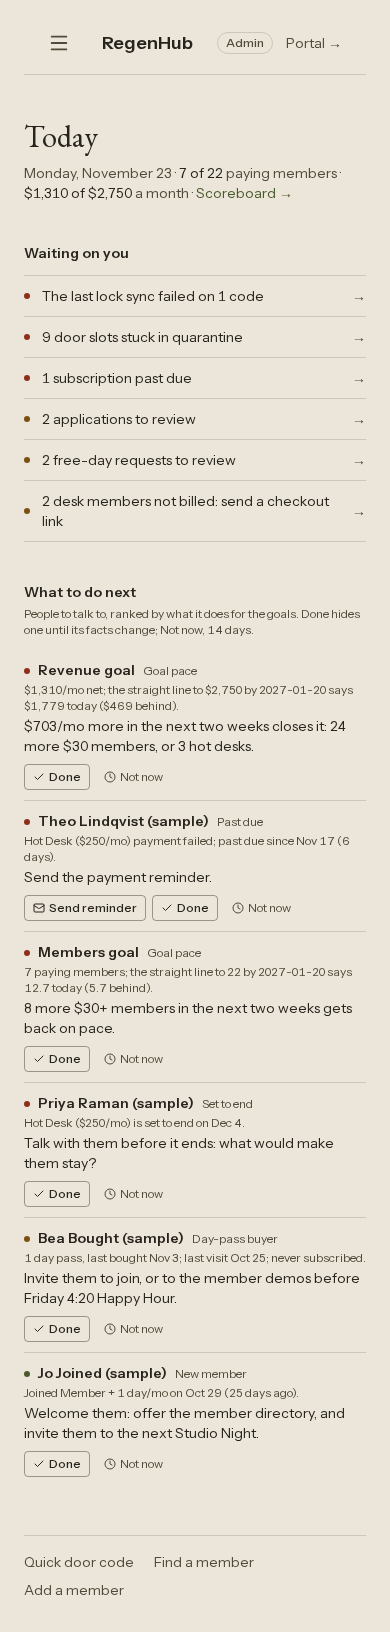 RegenHub Admin Portal →
Today
Monday, November 23 · 7 of 22 paying members ·
$1,310 of $2,750 a month · Scoreboard →
Waiting on you
The last lock sync failed on 1 code →
9 door slots stuck in quarantine →
1 subscription past due →
2 applications to review →
2 free-day requests to review →
2 desk members not billed: send a checkout
link →
What to do next
People to talk to, ranked by what it does for the goals. Done hides
one until its facts change; Not now, 14 days.
Revenue goal Goal pace
$1,310/mo net; the straight line to $2,750 by 2027-01-20 says
$1,779 today ($469 behind).
$703/mo more in the next two weeks closes it: 24
more $30 members, or 3 hot desks.
Done Not now
Theo Lindqvist (sample) Past due
Hot Desk ($250/mo) payment failed; past due since Nov 17 (6
days).
Send the payment reminder.
Send reminder Done Not now
Members goal Goal pace
7 paying members; the straight line to 22 by 2027-01-20 says
12.7 today (5.7 behind).
8 more $30+ members in the next two weeks gets
back on pace.
Done Not now
Priya Raman (sample) Set to end
Hot Desk ($250/mo) is set to end on Dec 4.
Talk with them before it ends: what would make
them stay?
Done Not now
Bea Bought (sample) Day-pass buyer
1 day pass, last bought Nov 3; last visit Oct 25; never subscribed.
Invite them to join, or to the member demos before
Friday 4:20 Happy Hour.
Done Not now
Jo Joined (sample) New member
Joined Member + 1 day/mo on Oct 29 (25 days ago).
Welcome them: offer the member directory, and
invite them to the next Studio Night.
Done Not now
Quick door code Find a member
Add a member